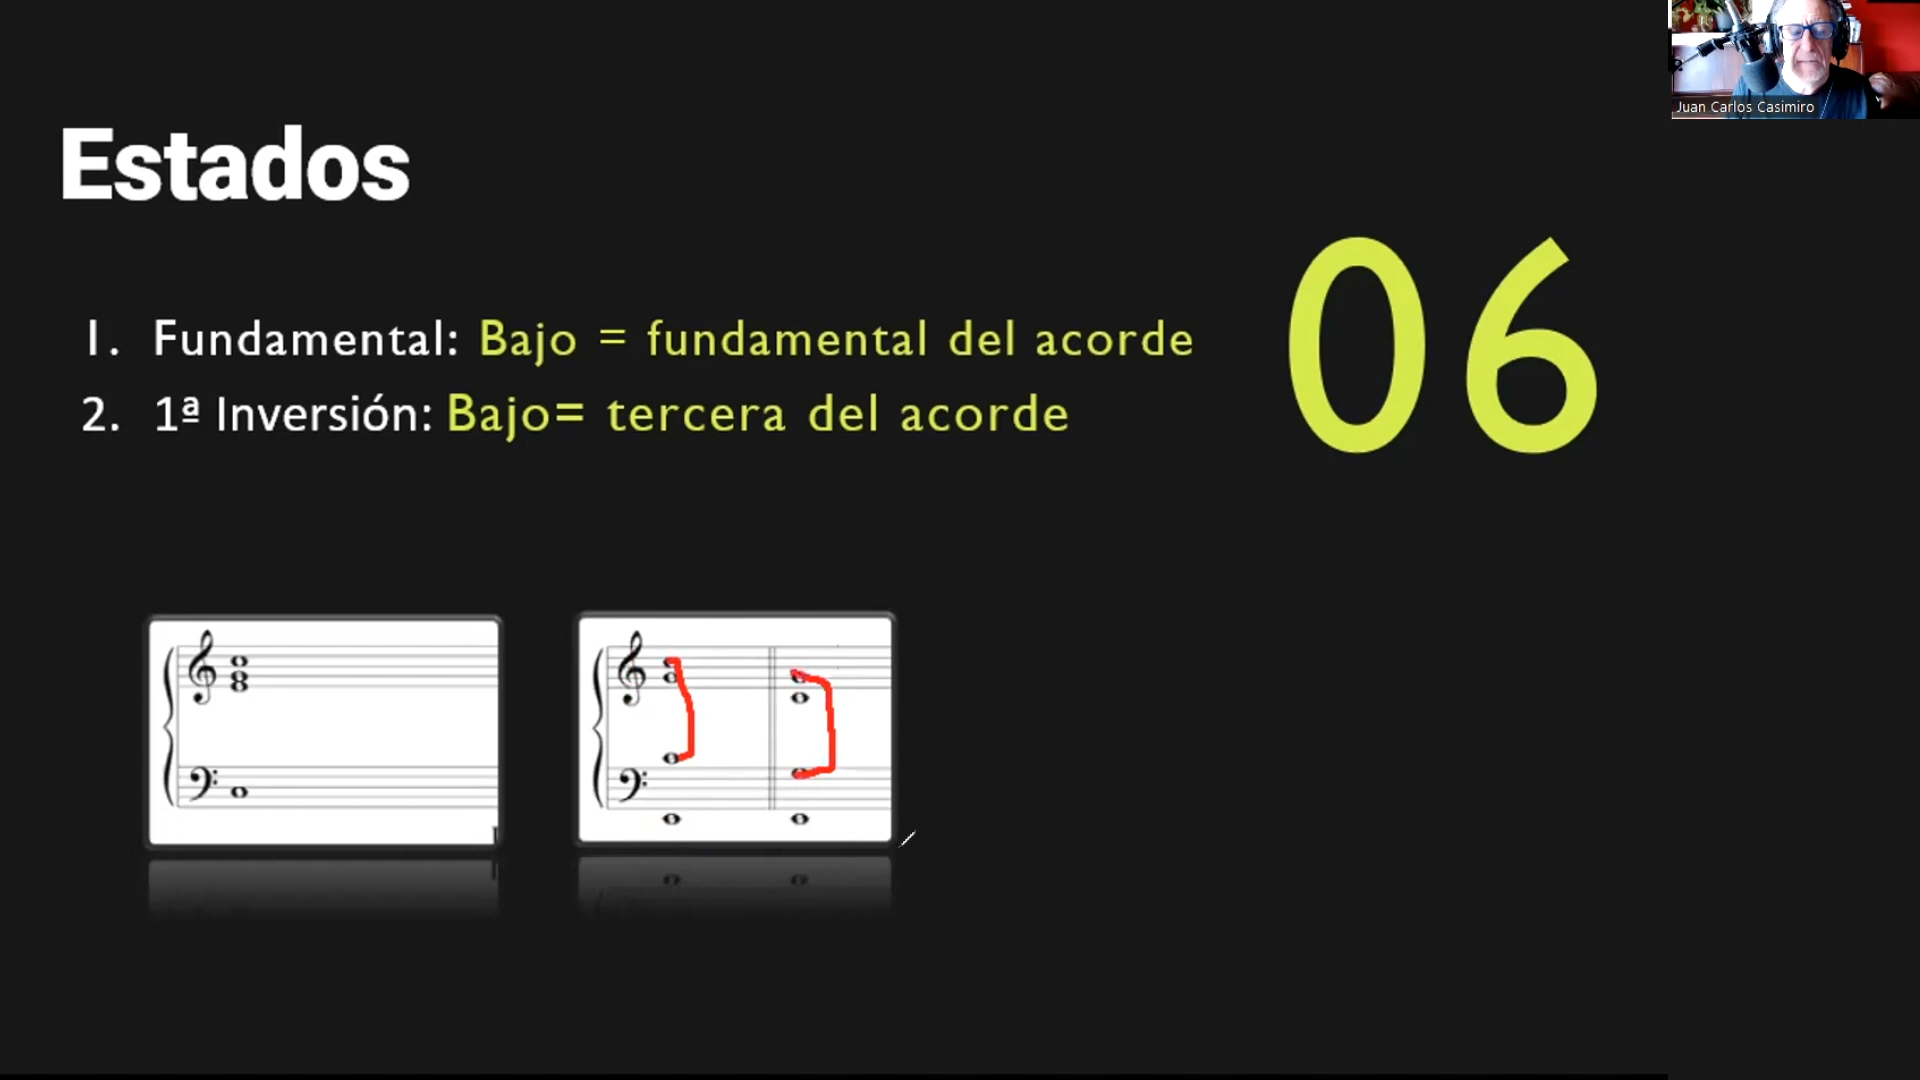 Juan Carlos Casimiro
Estados
06
1. Fundamental: Bajo = fundamental del acorde
2. 1ª Inversión: Bajo= tercera del acorde